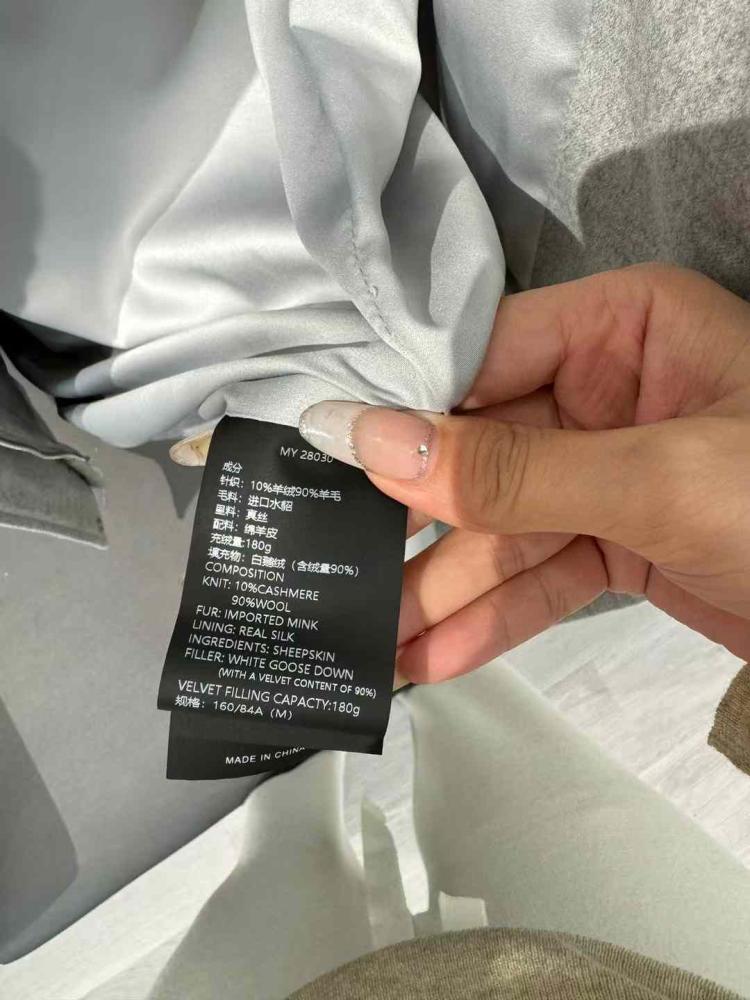 MY 28030
成分
针织：10%羊绒90%羊毛
毛料：进口水貂
里料：真丝
配料：绵羊皮
充绒量:180g
填充物：白鹅绒（含绒量90%）
COMPOSITION
KNIT: 10%CASHMERE
90%WOOL
FUR: IMPORTED MINK
LINING: REAL SILK
INGREDIENTS: SHEEPSKIN
FILLER: WHITE GOOSE DOWN
(WITH A VELVET CONTENT OF 90%)
VELVET FILLING CAPACTY:180g
规格：160/84A（M）
MADE IN CHINA